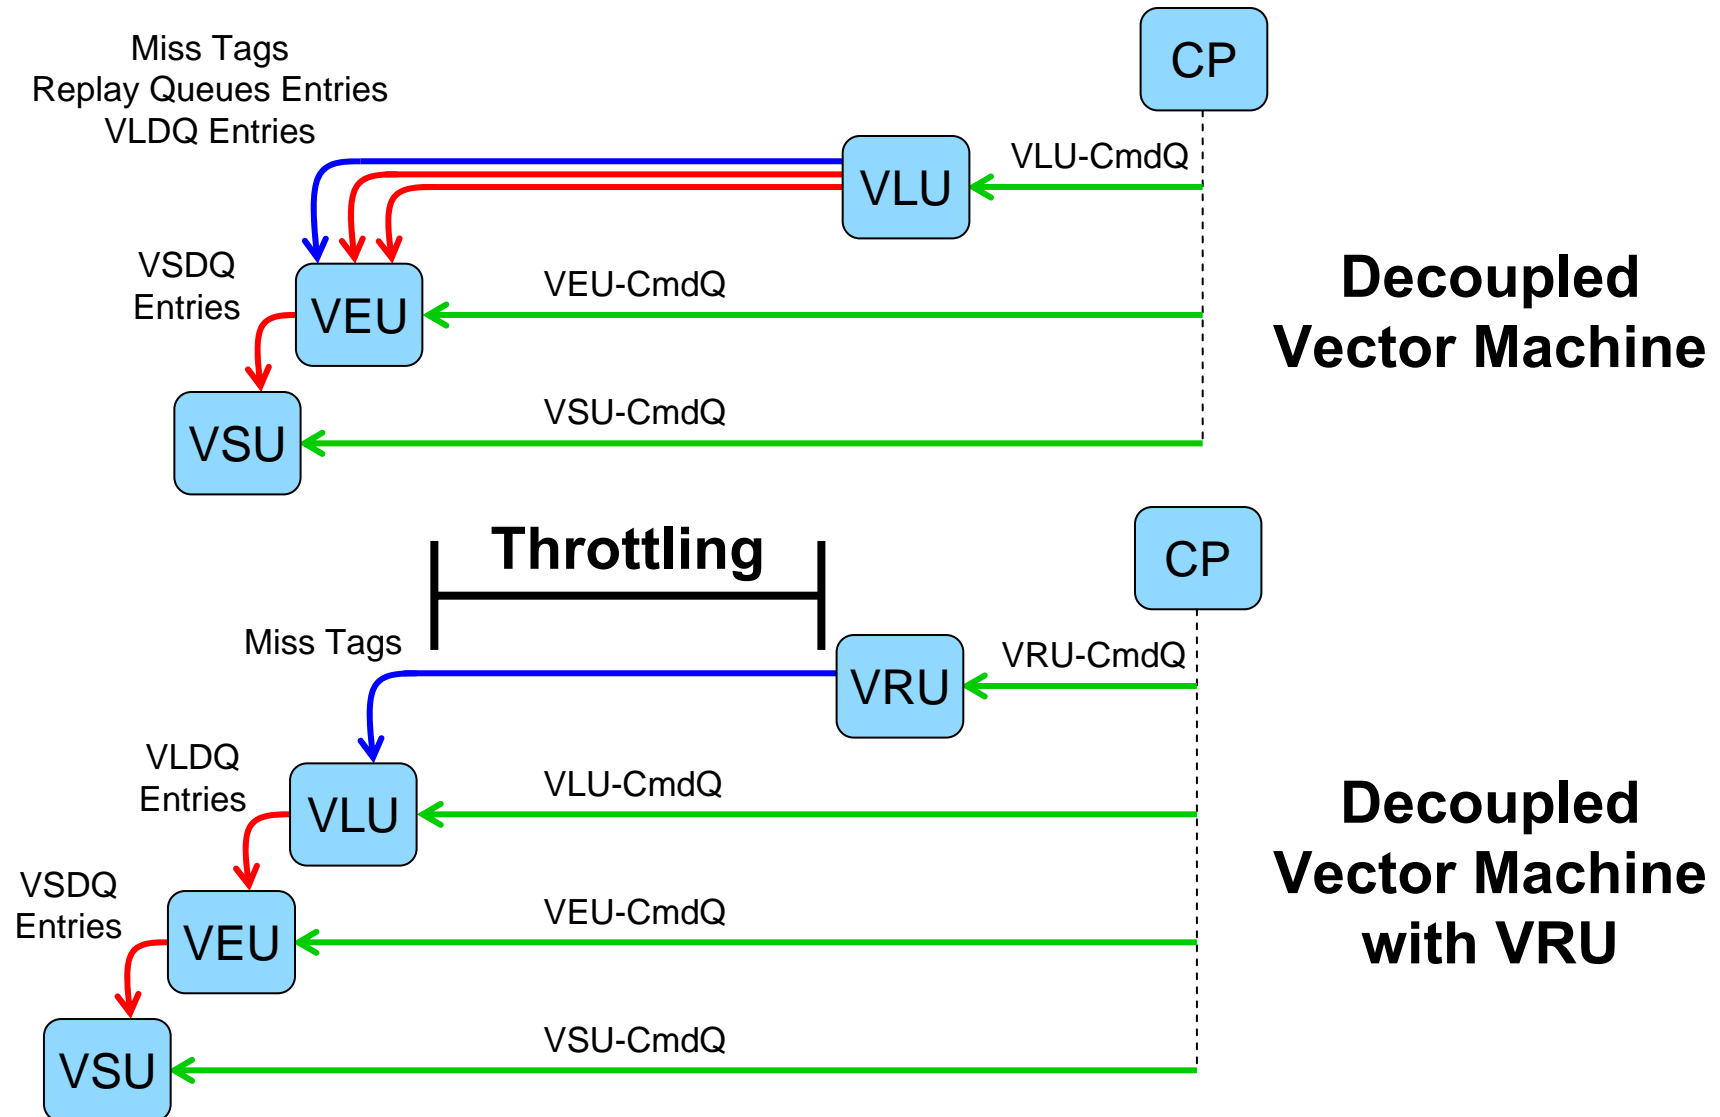 CP
Miss Tags
Replay Queues Entries
VLDQ Entries
VLU-CmdQ
VLU
VSDQ
Entries
VEU-CmdQ
VEU
Decoupled
Vector Machine
VSU-CmdQ
VSU
Throttling
CP
Miss Tags
VRU-CmdQ
VRU
VLDQ
Entries
VLU-CmdQ
VLU
Decoupled
Vector Machine
with VRU
VSDQ
Entries
VEU-CmdQ
VEU
VSU-CmdQ
VSU